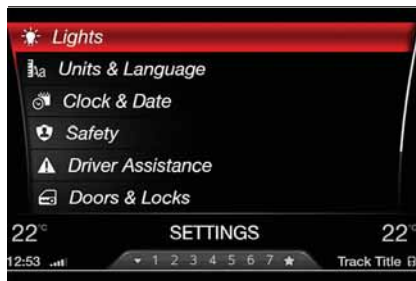 Lights
Units & Language
Clock & Date
Safety
Driver Assistance
Doors & Locks
22°C SETTINGS 22°
12:53 1 2 3 4 5 6 7 Track Title